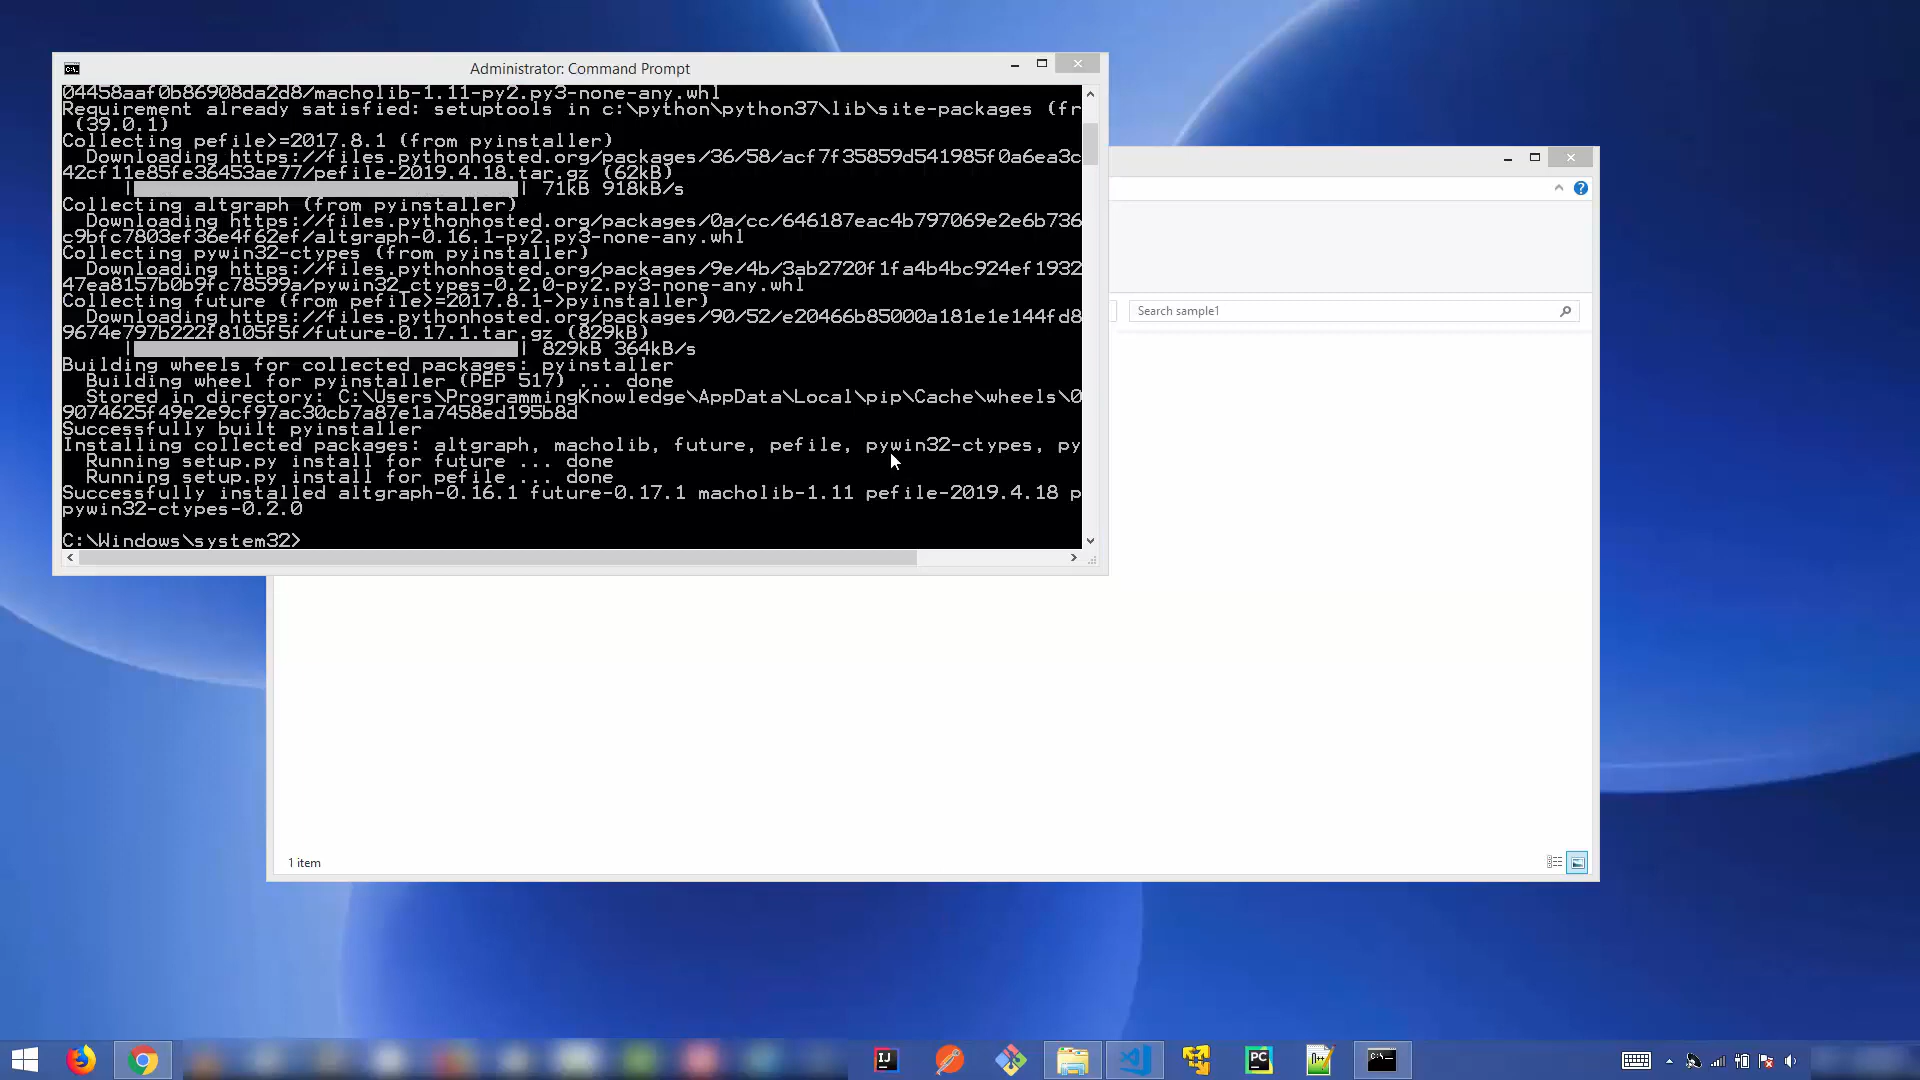 Administrator: Command Prompt
04458aaf0b86908da2d8/macholib-1.11-py2.py3-none-any.whl
Requirement already satisfied: setuptools in c:\python\python37\lib\site-packages (fr
 (39.0.1)
Collecting pefile>=2017.8.1 (from pyinstaller)
  Downloading https://files.pythonhosted.org/packages/36/58/acf7f35859d541985f0a6ea3c
42cf11e85fe36453ae77/pefile-2019.4.18.tar.gz (62kB)
| 71kB 918kB/s
Collecting altgraph (from pyinstaller)
  Downloading https://files.pythonhosted.org/packages/0a/cc/646187eac4b797069e2e6b736
c9bfc7803ef36e4f62ef/altgraph-0.16.1-py2.py3-none-any.whl
Collecting pywin32-ctypes (from pyinstaller)
  Downloading https://files.pythonhosted.org/packages/9e/4b/3ab2720f1fa4b4bc924ef1932
47ea8157b0b9fc78599a/pywin32_ctypes-0.2.0-py2.py3-none-any.whl
Collecting future (from pefile>=2017.8.1->pyinstaller)
  Downloading https://files.pythonhosted.org/packages/90/52/e20466b85000a181e1e144fd8
9674e797b222f8105f5f/future-0.17.1.tar.gz (829kB)
| 829kB 364kB/s
Building wheels for collected packages: pyinstaller
  Building wheel for pyinstaller (PEP 517) ... done
  Stored in directory: C:\Users\ProgrammingKnowledge\AppData\Local\pip\Cache\wheels\0
9074625f49e2e9cf97ac30cb7a87e1a7458ed195b8d
Successfully built pyinstaller
Installing collected packages: altgraph, macholib, future, pefile, pywin32-ctypes, py
  Running setup.py install for future ... done
  Running setup.py install for pefile ... done
Successfully installed altgraph-0.16.1 future-0.17.1 macholib-1.11 pefile-2019.4.18 p
pywin32-ctypes-0.2.0
C:\Windows\system32>
Search sample1
1 item